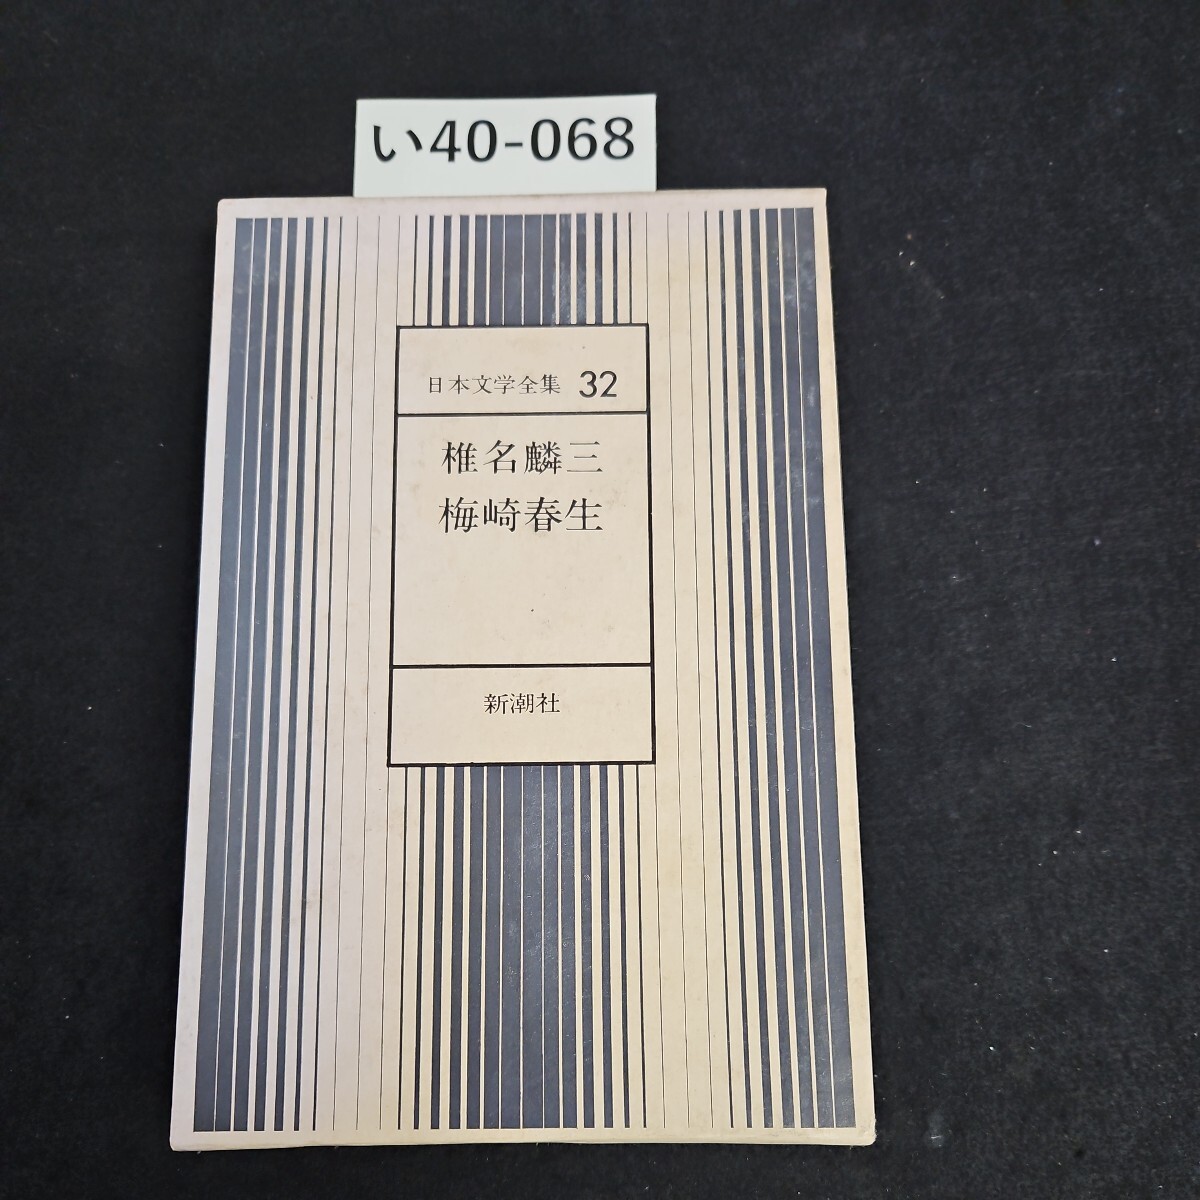 い40-068
日本文学全集 32
椎名麟三
梅崎春生
新潮社